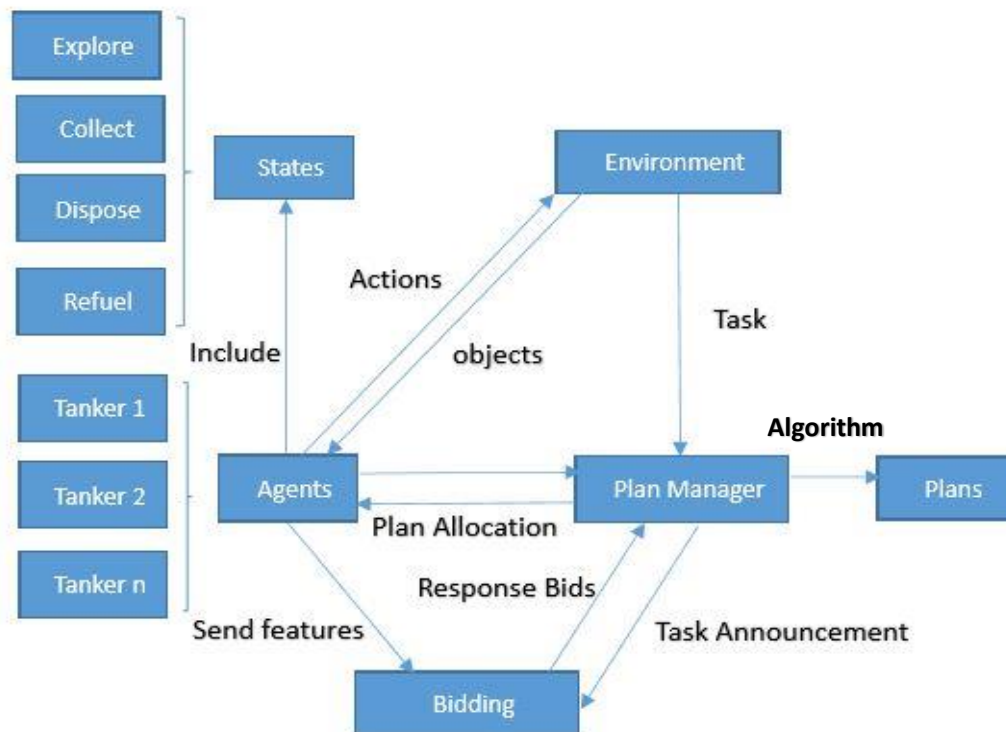 Explore
Collect
Dispose
Refuel
States
Environment
Actions
objects
Task
Include
Tanker 1
Tanker 2
Tanker n
Agents
Plan Allocation
Plan Manager
Algorithm
Plans
Response Bids
Send features
Task Announcement
Bidding